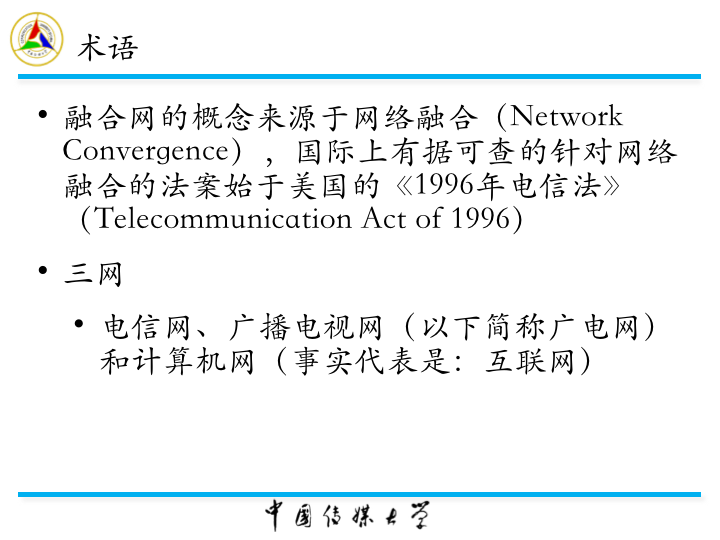 术语
• 融合网的概念来源于网络融合（Network
Convergence），国际上有据可查的针对网络
融合的法案始于美国的《1996年电信法》
（Telecommunication Act of 1996）
• 三网
• 电信网、广播电视网（以下简称广电网）
和计算机网（事实代表是：互联网）
中国传媒大学